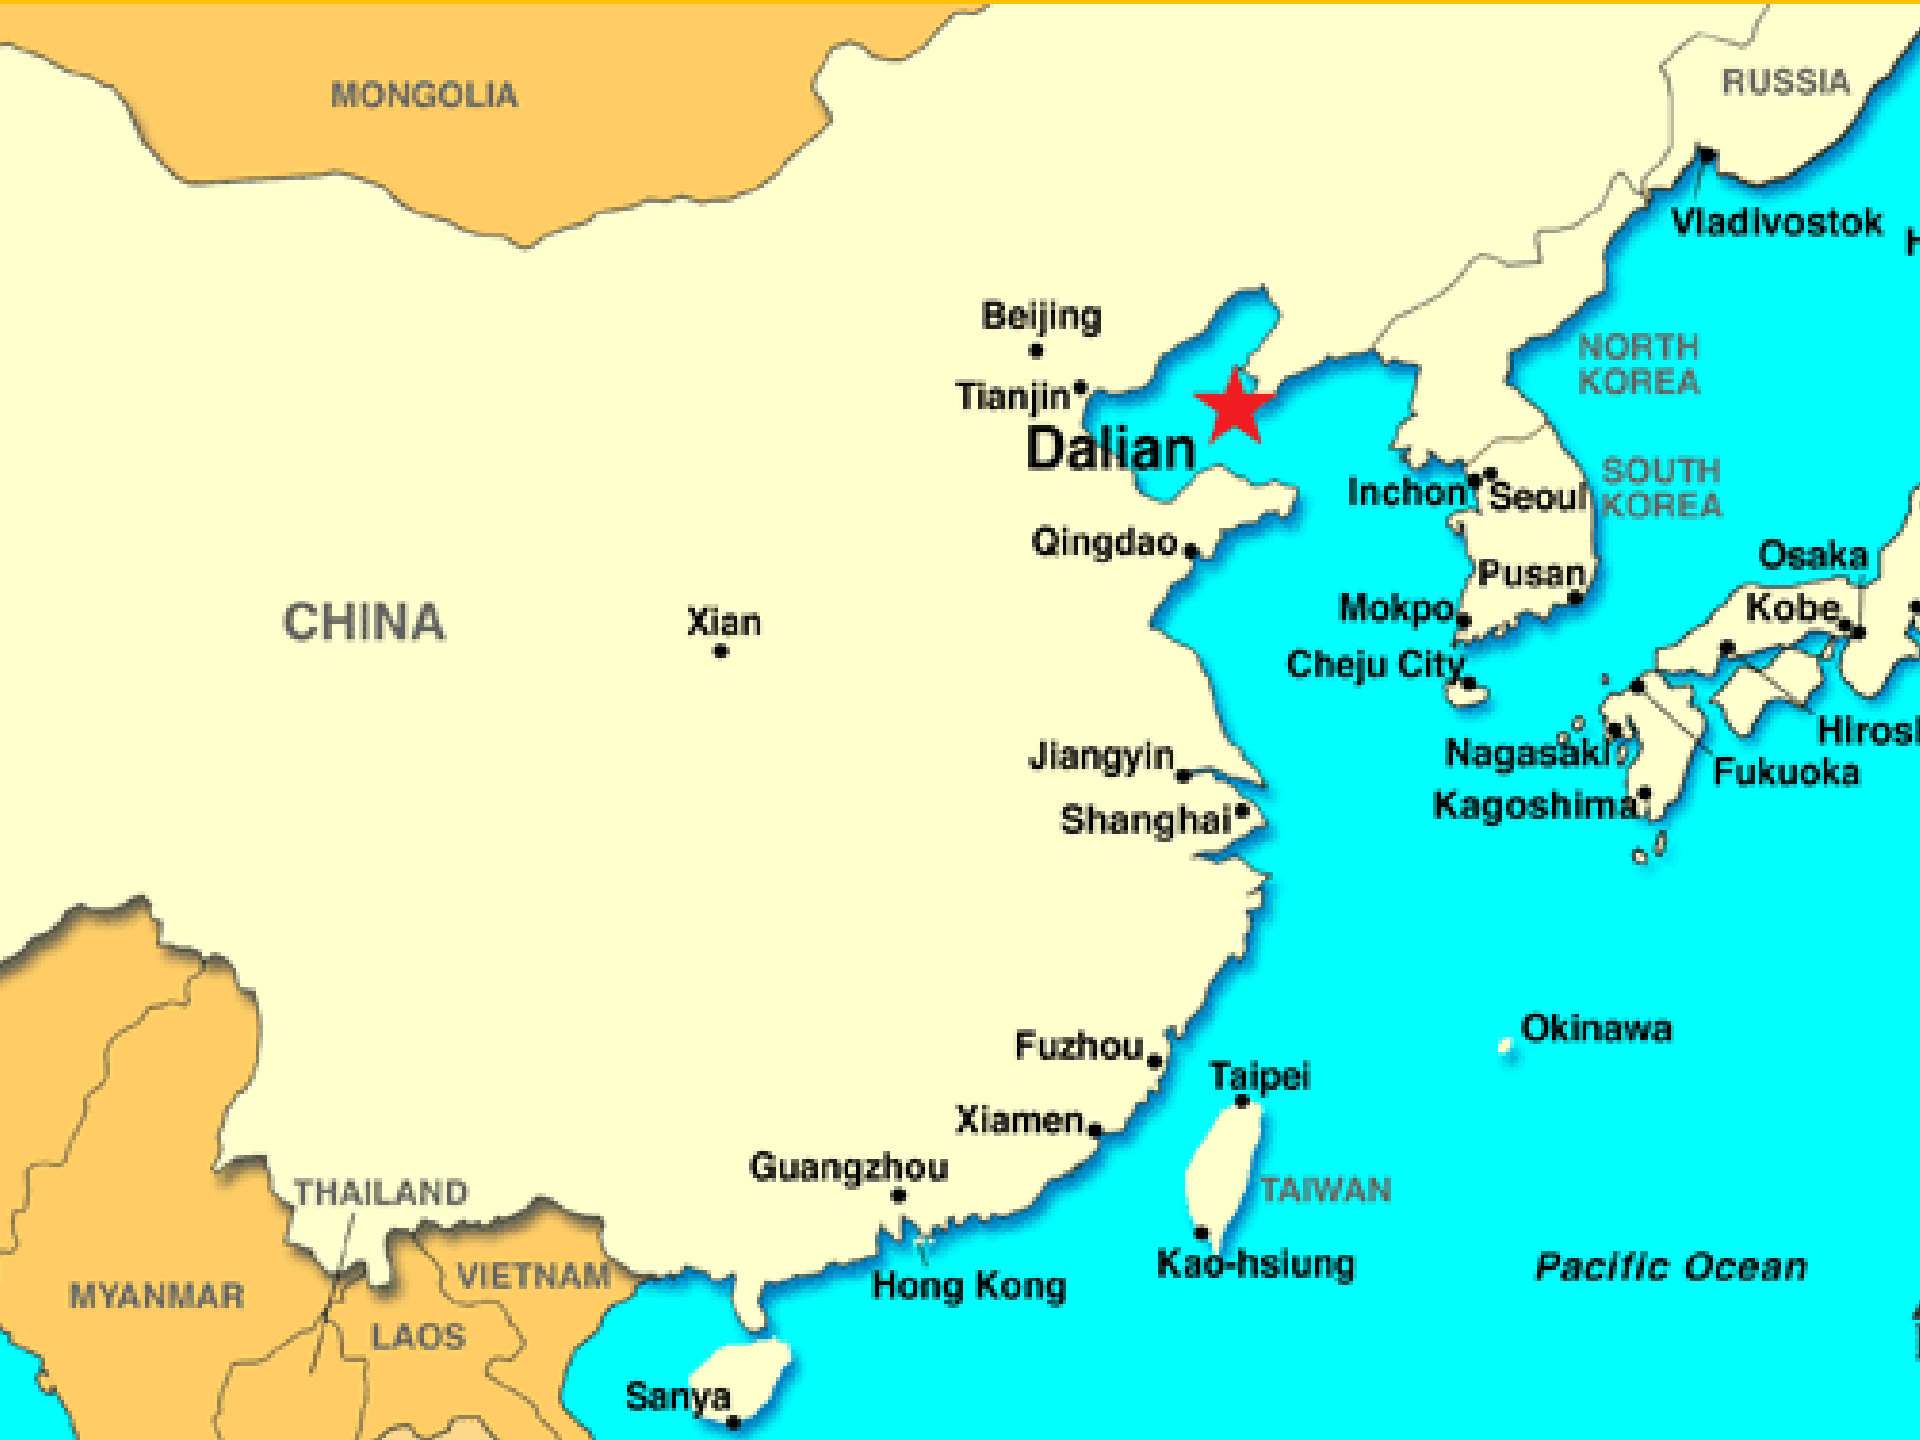 MONGOLIA
RUSSIA
Vladivostok
Beijing
NORTH
KOREA
Tianjin
Dalian
SOUTH
KOREA
Inchon
Seoul
Qingdao
Osaka
Pusan
Kobe
Mokpo
CHINA
Xian
Cheju City
Hirosh
Nagasaki
Jiangyin
Fukuoka
Kagoshima
Shanghai
Okinawa
Fuzhou
Taipei
Xiamen
Guangzhou
THAILAND
TAIWAN
Kao-hsiung
Pacific Ocean
VIETNAM
Hong Kong
MYANMAR
LAOS
Sanya